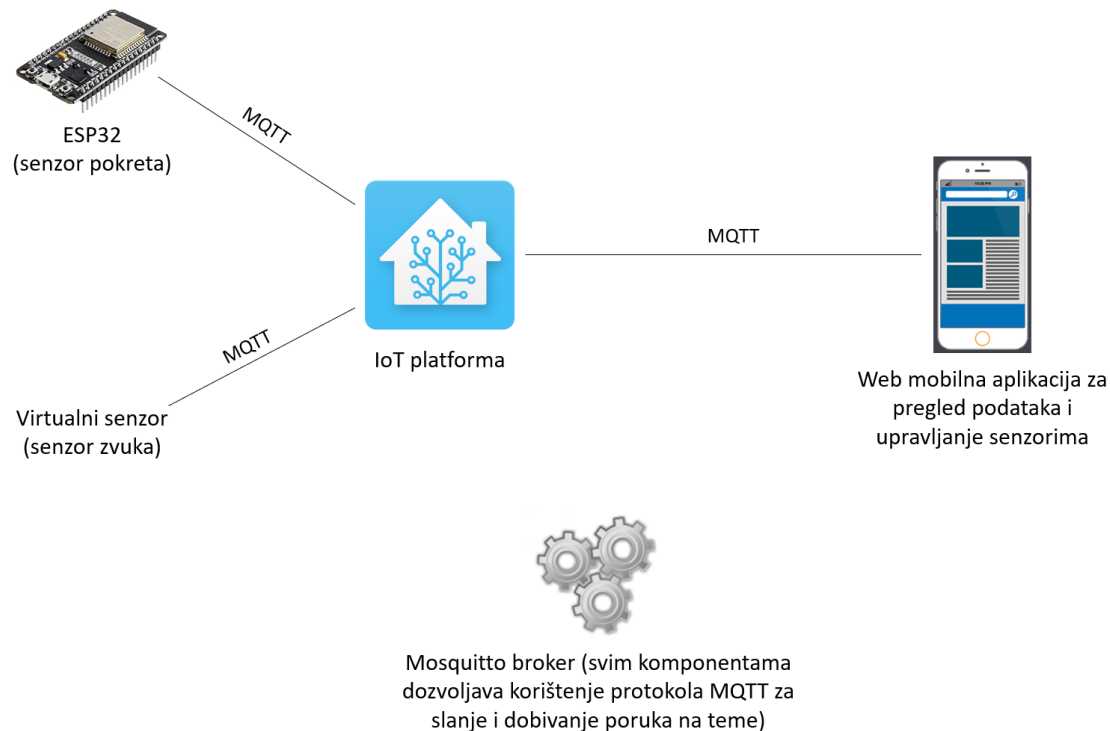 ESP32
(senzor pokreta)
MQTT
MQTT
MQTT
IoT platforma
Virtualni senzor
(senzor zvuka)
Web mobilna aplikacija za
pregled podataka i
upravljanje senzorima
Mosquitto broker (svim komponentama
dozvoljava korištenje protokola MQTT za
slanje i dobivanje poruka na teme)